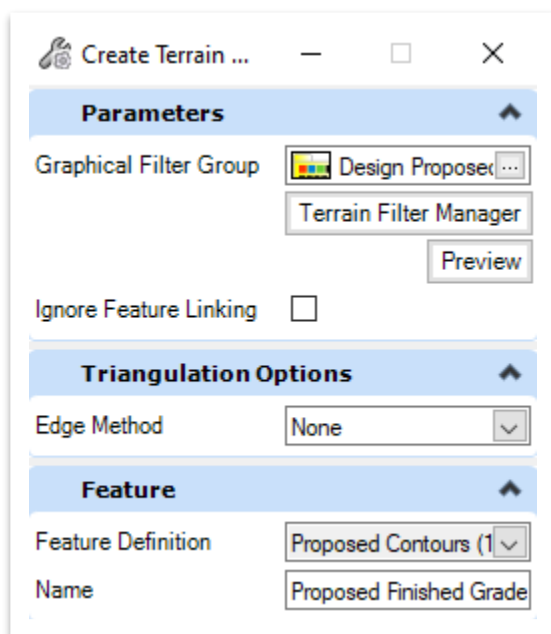 Create Terrain ...
Parameters
Graphical Filter Group Design Propose ...
Terrain Filter Manager
Preview
Ignore Feature Linking
Triangulation Options
Edge Method None
Feature
Feature Definition Proposed Contours (1
Name Proposed Finished Grade